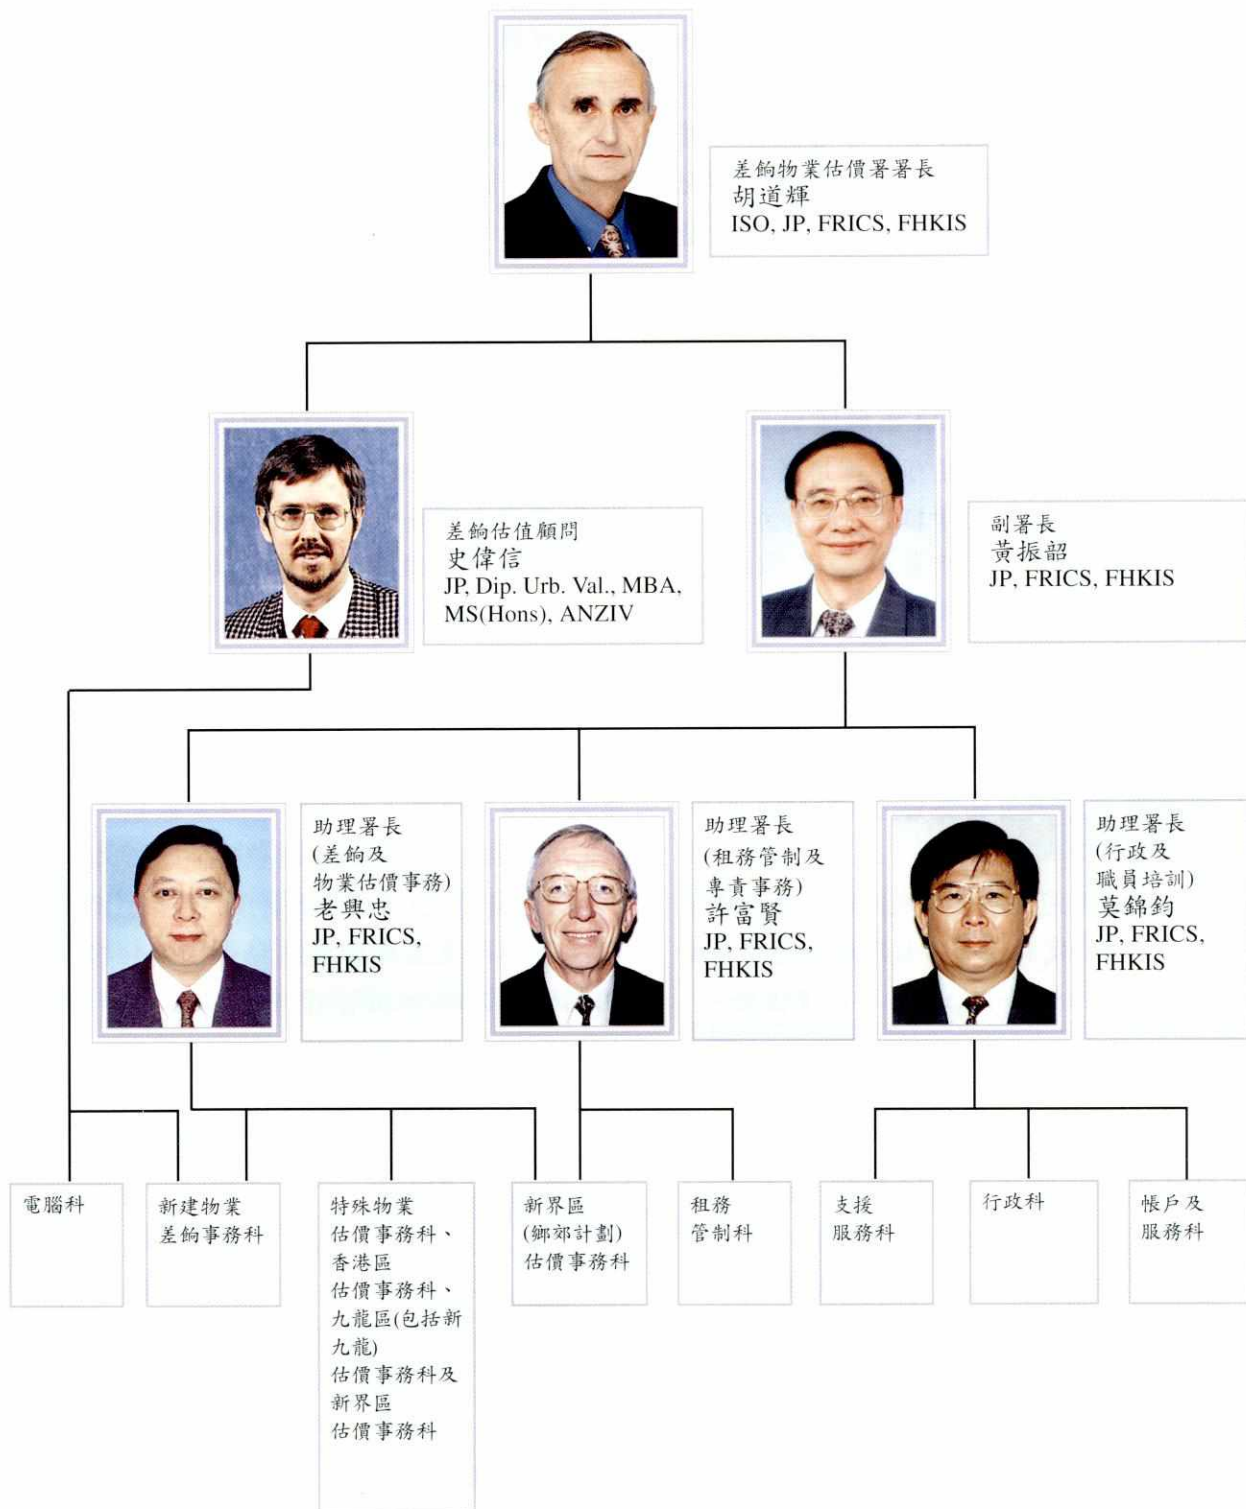 差餉物業估價署署長
胡道輝
ISO, JP, FRICS, FHKIS
差餉估值顧問
史偉信
JP, Dip. Urb. Val., MBA,
MS(Hons), ANZIV
副署長
黃振韶
JP, FRICS, FHKIS
助理署長
(差餉及
物業估價事務)
老興忠
JP, FRICS,
FHKIS
助理署長
(租務管制及
專責事務)
許富賢
JP, FRICS,
FHKIS
助理署長
(行政及
職員培訓)
莫錦鈞
JP, FRICS,
FHKIS
電腦科
新建物業
差餉事務科
特殊物業
估價事務科、
香港區
估價事務科、
九龍區(包括新
九龍)
估價事務科及
新界區
估價事務科
新界區
(鄉郊計劃)
估價事務科
租務
管制科
支援
服務科
行政科
帳戶及
服務科